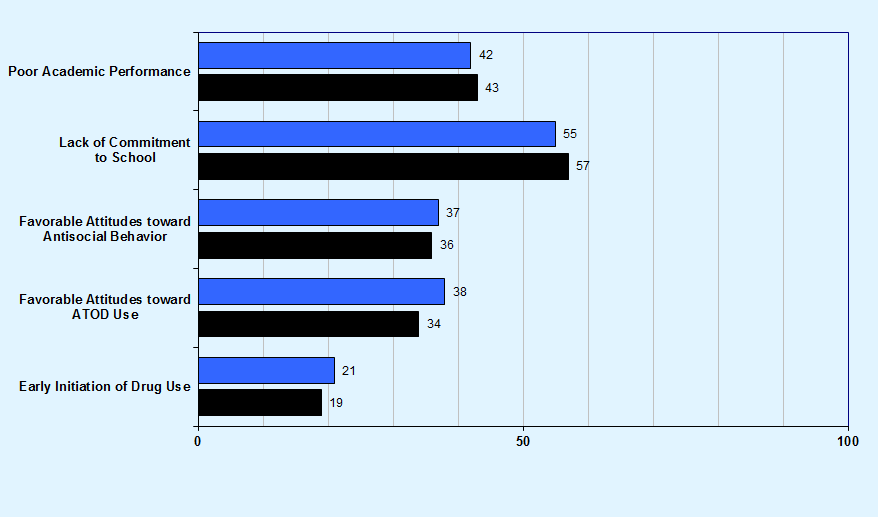 42
Poor Academic Performance
43
55
Lack of Commitment
to School
57
37
Favorable Attitudes toward
Antisocial Behavior
36
38
Favorable Attitudes toward
ATOD Use
34
21
Early Initiation of Drug Use
19
0 50 100